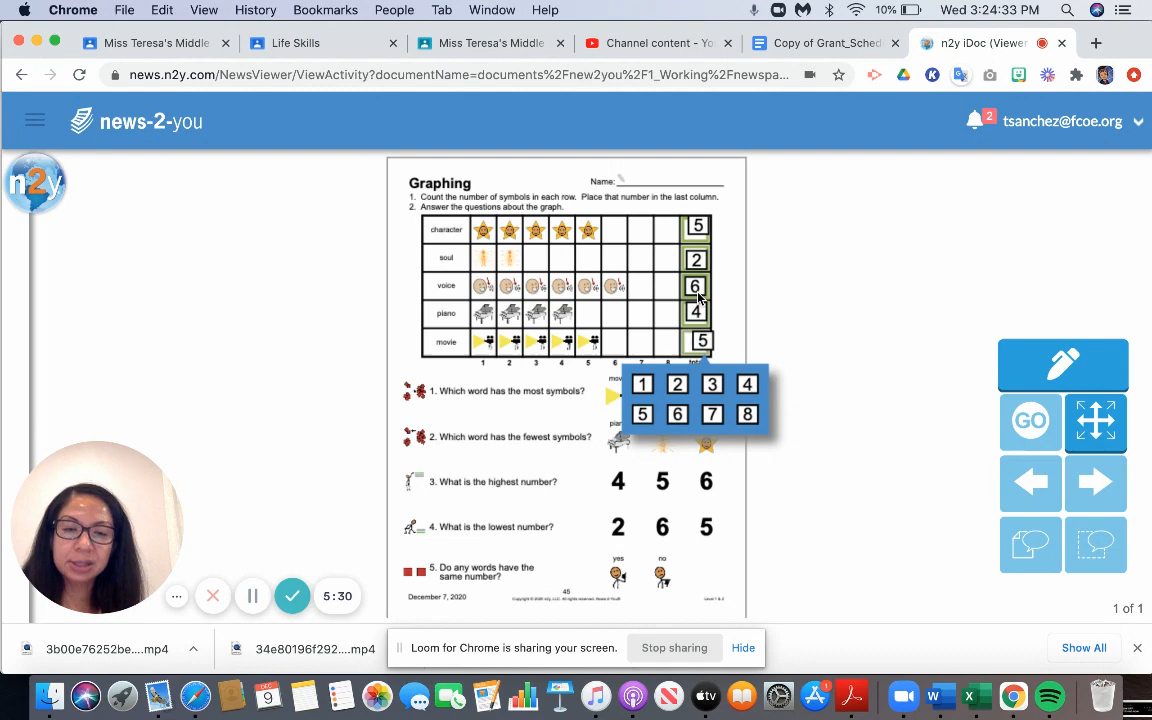 Chrome File Edit View History Bookmarks People Tab Window Help 10% Wed 3:24:33 PM
Miss Teresa's Middle Life Skills Miss Teresa's Middle Channel content - Yo Copy of Grant_Sched n2y iDoc (Viewer
news.n2y.com/NewsViewer/ViewActivity?documentName=documents%2Fnew2you%2F1_Working%2Fnewspa...
news-2-you
2 tsanchez@fcoe.org
n2y
Graphing Name:
1. Count the number of symbols in each row. Place that number in the last column.
2. Answer the questions about the graph.
character 5
soul 2
voice 6
piano 4
movie 5
1 2 3 4 5 6
1 2 3 4
5 6 7 8
1. Which word has the most symbols?
2. Which word has the fewest symbols?
3. What is the highest number? 4 5 6
4. What is the lowest number? 2 6 5
yes no
5. Do any words have the
same number?
45
December 7, 2020
GO
5:30
1 of 1
3b00e76252be....mp4 34e80196f292....mp4 Show All
Loom for Chrome is sharing your screen. Stop sharing Hide
DEC
9
tv